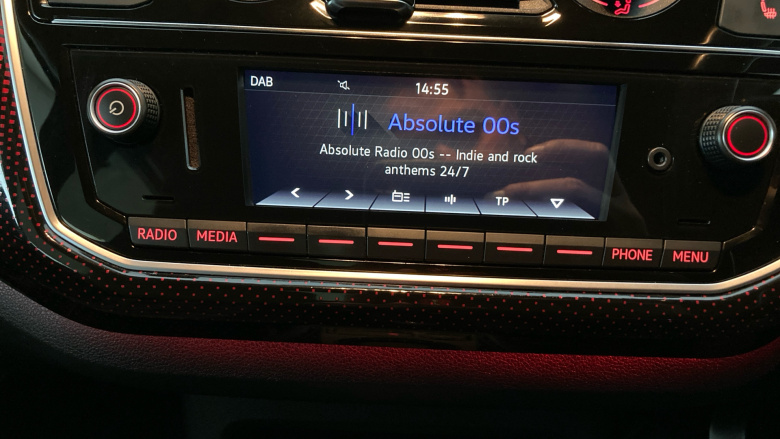 DAB
14:55
Absolute 00s
Absolute Radio 00s -- Indie and rock
anthems 24/7
TP
RADIO
MEDIA
PHONE
MENU